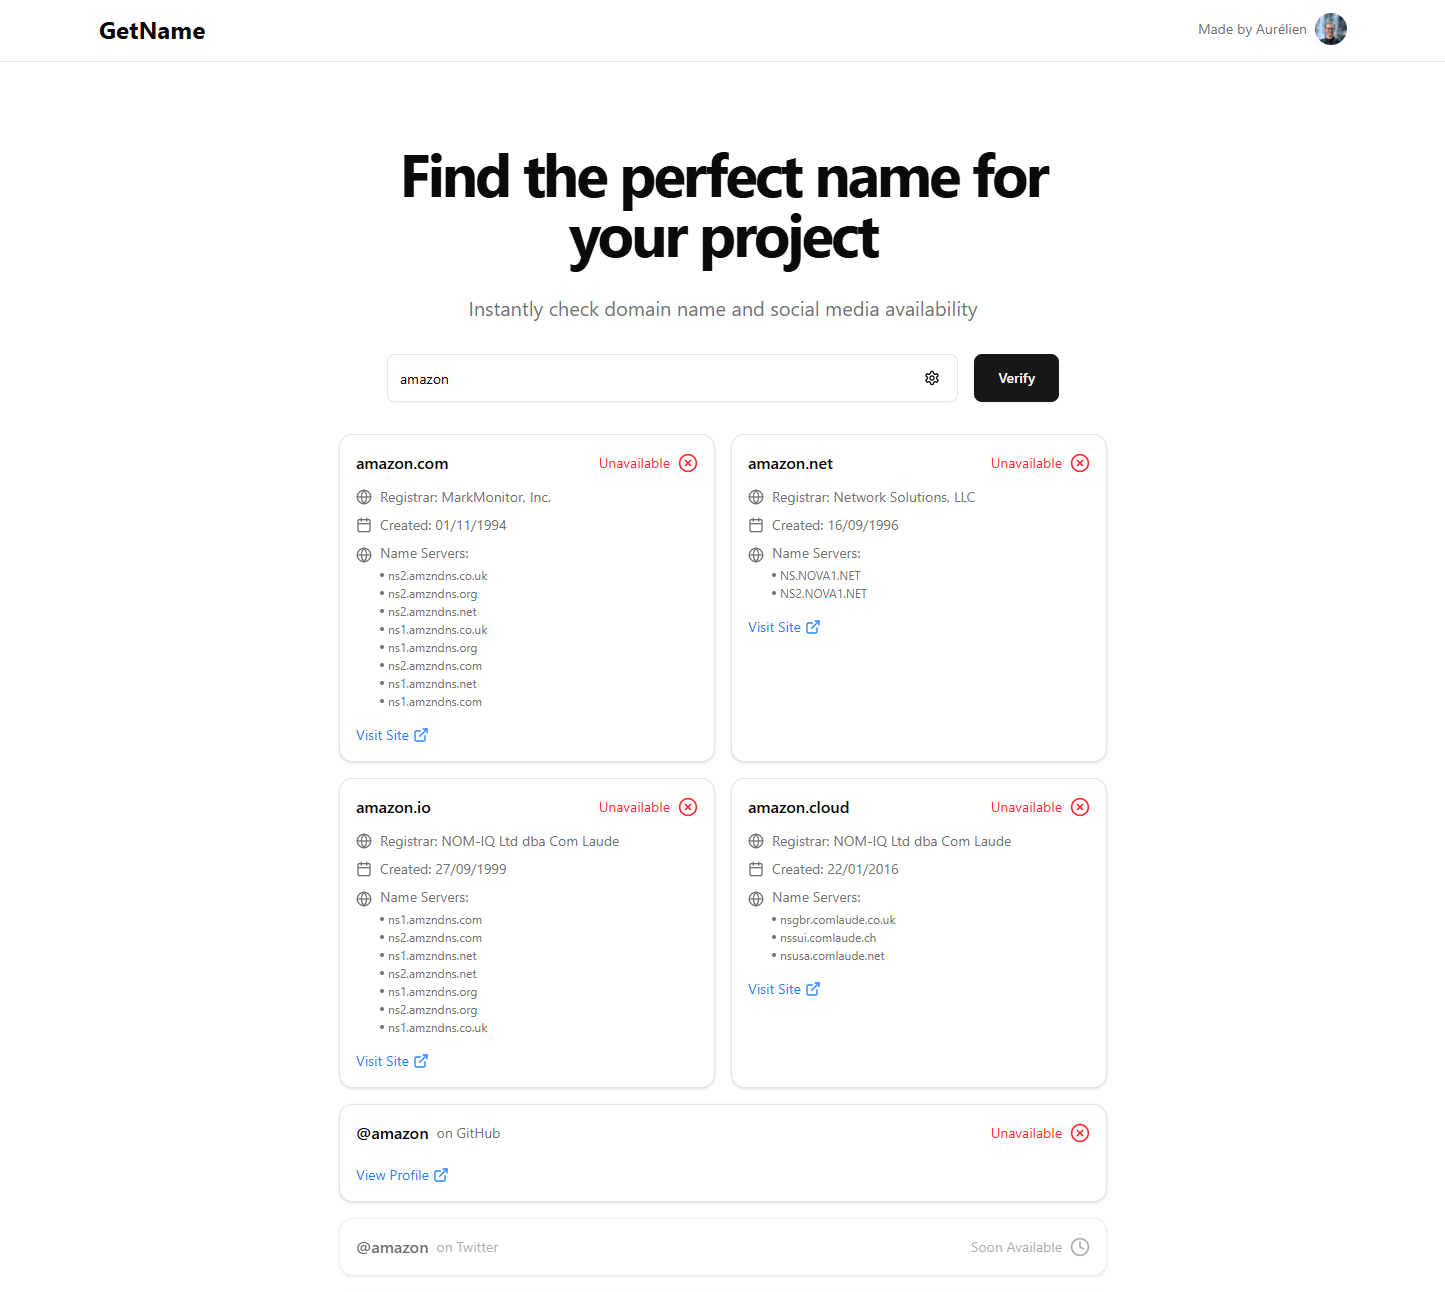 GetName
Made by Aurélien
Find the perfect name for
your project
Instantly check domain name and social media availability
amazon
Verify
amazon.com
Unavailable
Registrar: MarkMonitor, Inc.
Created: 01/11/1994
Name Servers:
• ns2.amzndns.co.uk
• ns2.amzndns.org
• ns2.amzndns.net
• ns1.amzndns.co.uk
• ns1.amzndns.org
• ns2.amzndns.com
• ns1.amzndns.net
• ns1.amzndns.com
Visit Site
amazon.net
Unavailable
Registrar: Network Solutions, LLC
Created: 16/09/1996
Name Servers:
• NS.NOVA1.NET
• NS2.NOVA1.NET
Visit Site
amazon.io
Unavailable
Registrar: NOM-IQ Ltd dba Com Laude
Created: 27/09/1999
Name Servers:
• ns1.amzndns.com
• ns2.amzndns.com
• ns1.amzndns.net
• ns2.amzndns.net
• ns1.amzndns.org
• ns2.amzndns.org
• ns1.amzndns.co.uk
Visit Site
amazon.cloud
Unavailable
Registrar: NOM-IQ Ltd dba Com Laude
Created: 22/01/2016
Name Servers:
• nsgbr.comlaude.co.uk
• nssui.comlaude.ch
• nsusa.comlaude.net
Visit Site
@amazon on GitHub
Unavailable
View Profile
@amazon on Twitter
Soon Available